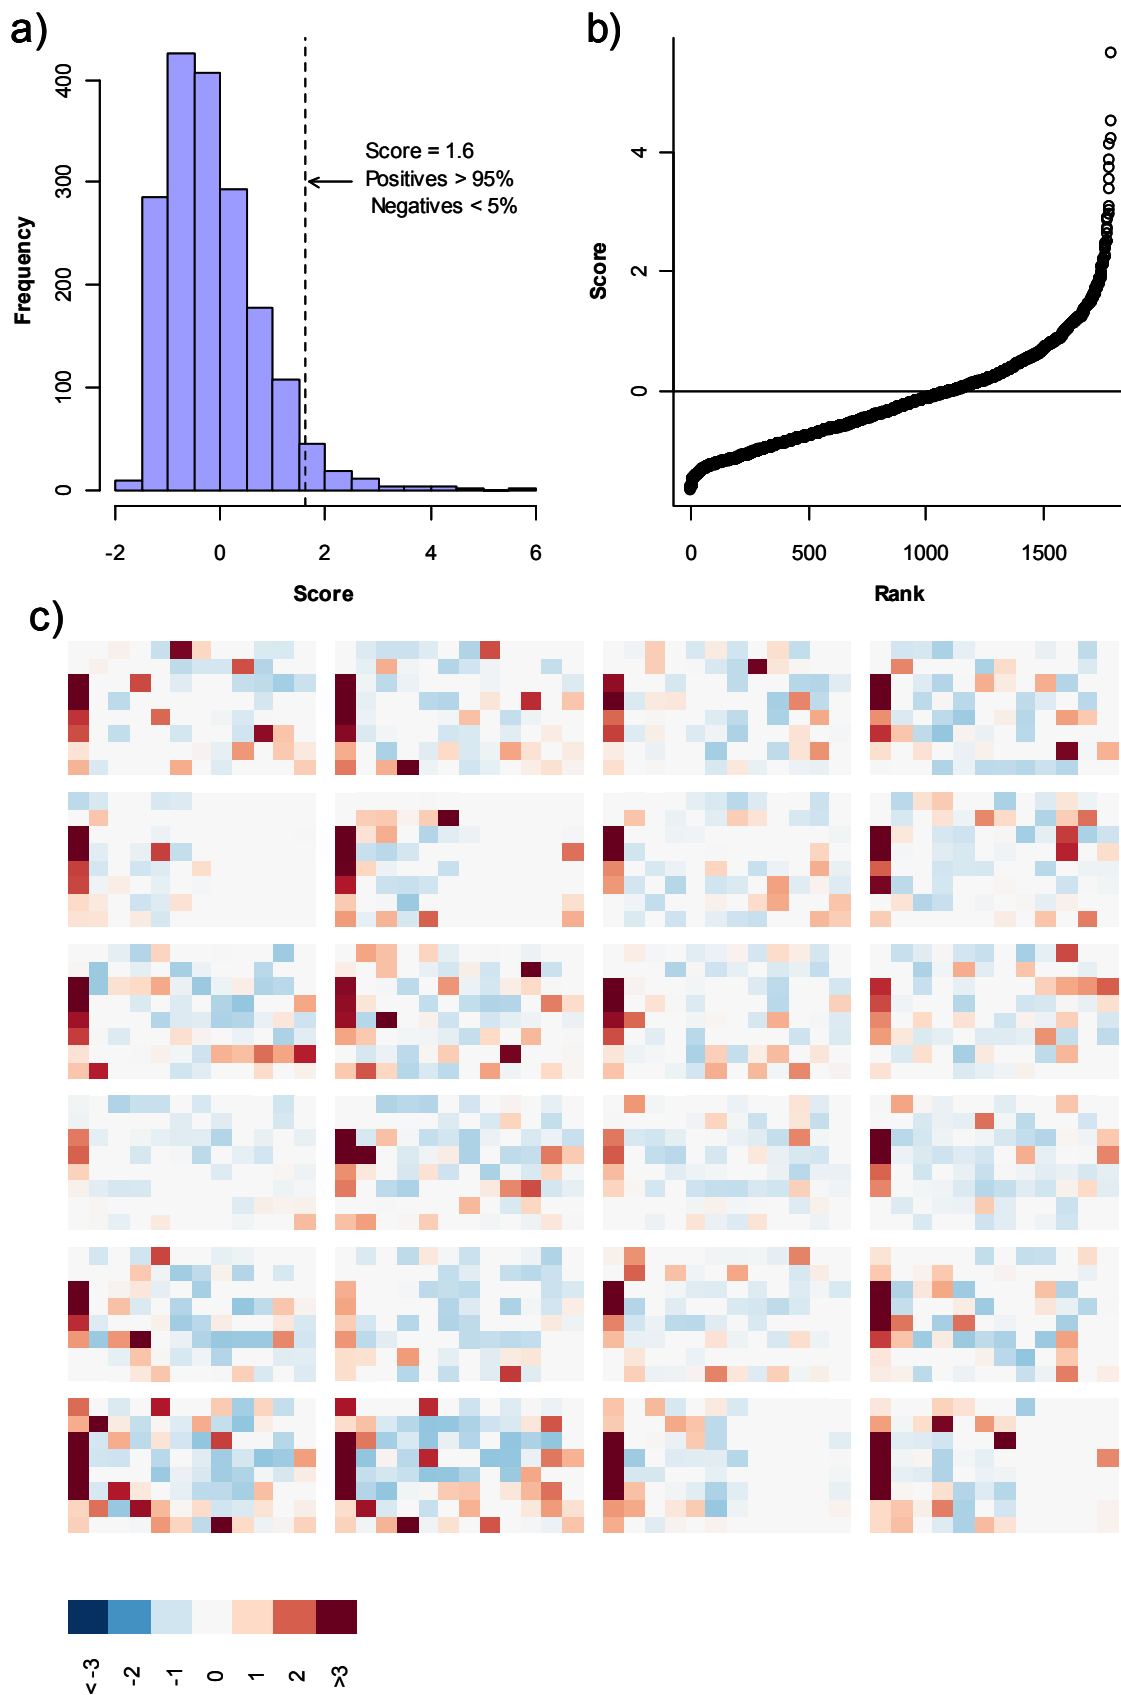 a)
400
300
200
100
0
Frequency
Score = 1.6
Positives > 95%
Negatives < 5%
-2 0 2 4 6
Score
b)
4
2
0
Score
0 500 1000 1500
Rank
c)
< -3 -2 -1 0 1 2 >3